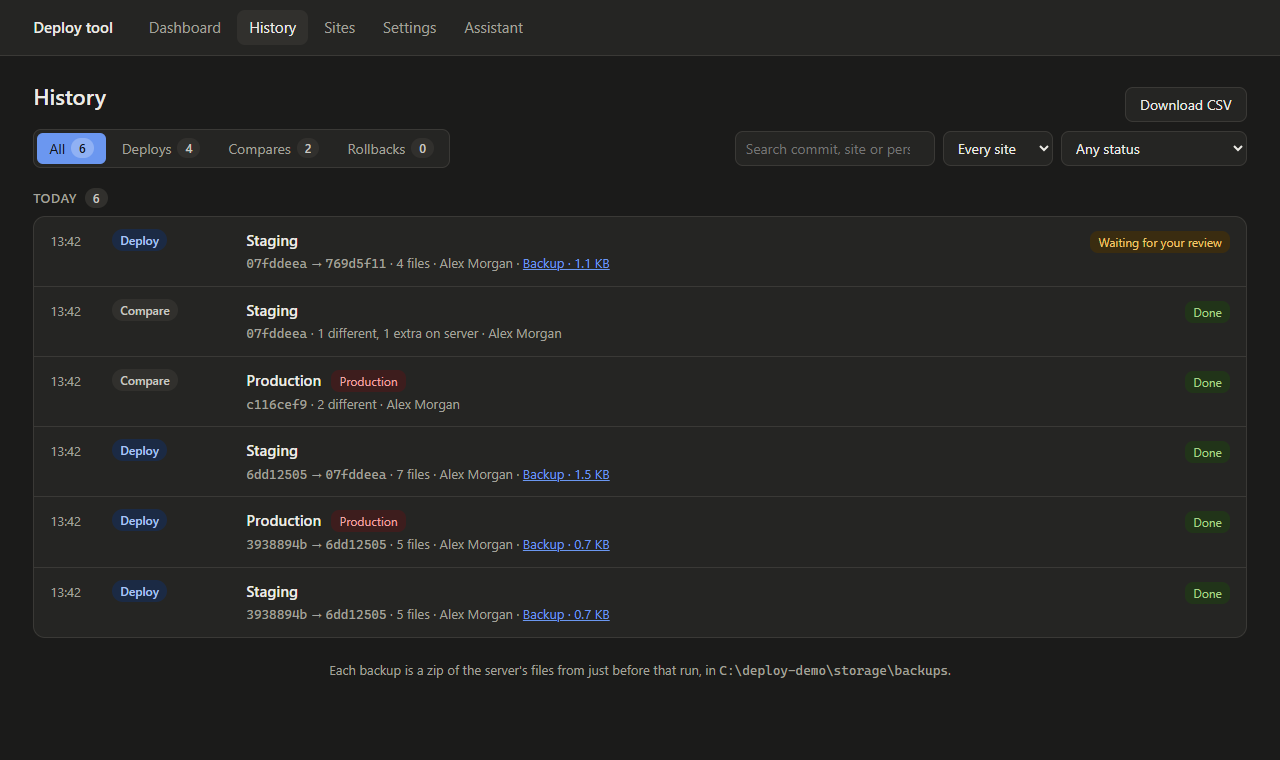 Deploy tool Dashboard History Sites Settings Assistant
History
Download CSV
All 6 Deploys 4 Compares 2 Rollbacks 0
Search commit, site or pers Every site Any status
TODAY 6
13:42 Deploy Staging Waiting for your review
07fddeea → 769d5f11 · 4 files · Alex Morgan · Backup · 1.1 KB
13:42 Compare Staging Done
07fddeea · 1 different, 1 extra on server · Alex Morgan
13:42 Compare Production Production Done
c116cef9 · 2 different · Alex Morgan
13:42 Deploy Staging Done
6dd12505 → 07fddeea · 7 files · Alex Morgan · Backup · 1.5 KB
13:42 Deploy Production Production Done
3938894b → 6dd12505 · 5 files · Alex Morgan · Backup · 0.7 KB
13:42 Deploy Staging Done
3938894b → 6dd12505 · 5 files · Alex Morgan · Backup · 0.7 KB
Each backup is a zip of the server's files from just before that run, in C:\deploy-demo\storage\backups.